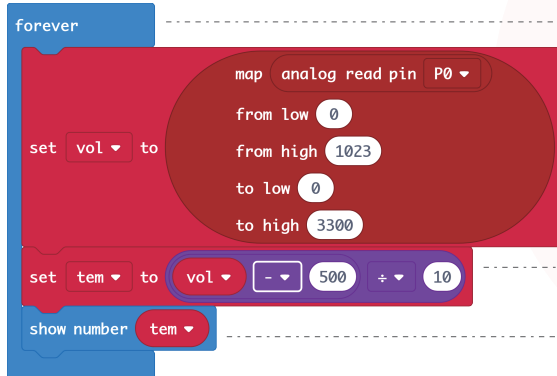 forever
map analog read pin P0
from low 0
from high 1023
set vol to
to low 0
to high 3300
set tem to vol - 500 ÷ 10
show number tem